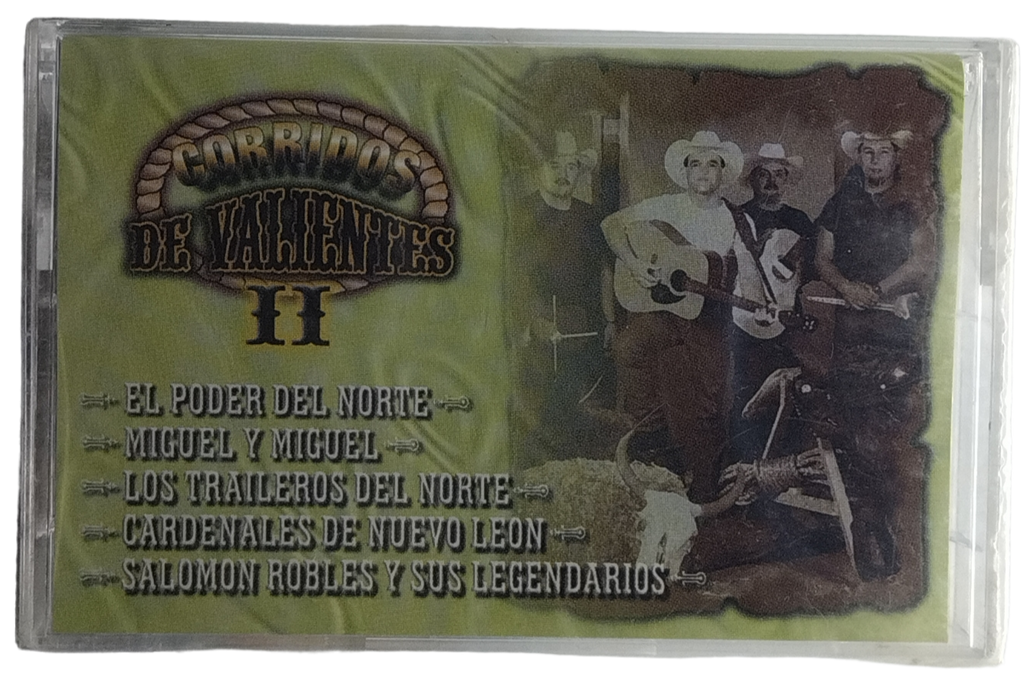 CORRIDOS
DE VALIENTES
II
EL PODER DEL NORTE
MIGUEL Y MIGUEL
LOS TRAILEROS DEL NORTE
CARDENALES DE NUEVO LEON
SALOMON ROBLES Y SUS LEGENDARIOS